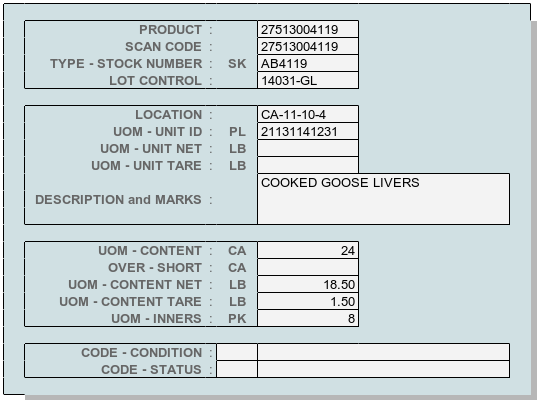 PRODUCT : 27513004119
SCAN CODE : 27513004119
TYPE - STOCK NUMBER : SK AB4119
LOT CONTROL : 14031-GL
LOCATION : CA-11-10-4
UOM - UNIT ID : PL 21131141231
UOM - UNIT NET : LB
UOM - UNIT TARE : LB
COOKED GOOSE LIVERS
DESCRIPTION and MARKS :
UOM - CONTENT : CA 24
OVER - SHORT : CA
UOM - CONTENT NET : LB 18.50
UOM - CONTENT TARE : LB 1.50
UOM - INNERS : PK 8
CODE - CONDITION :
CODE - STATUS :